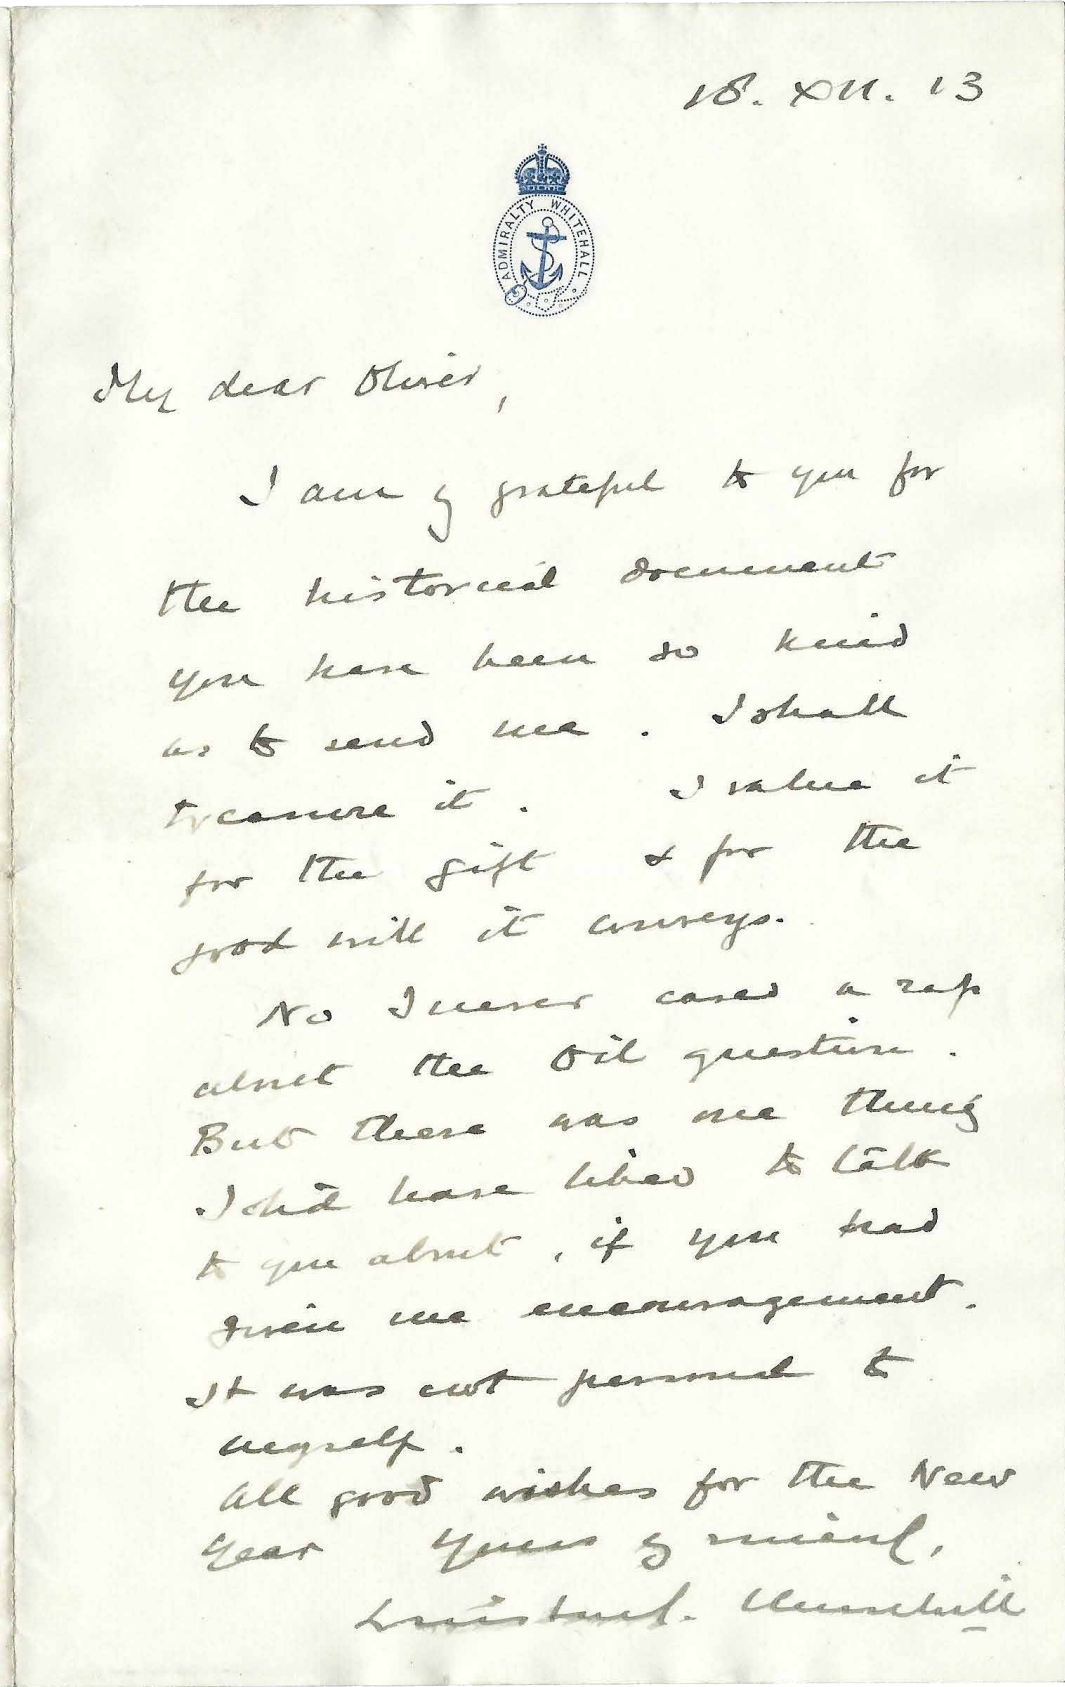 18. XII. 13
ADMIRALTY WHITEHALL
My dear Oliver,
I am vy grateful to you for
the historical document
you have been so kind
as to send me. I shall
treasure it. I value it
for the gift & for the
good will it conveys.
No I never cared a rap
about the Oil question.
But there was one thing
I shd have liked to talk
to you about, if you had
given me encouragement.
It was not personal to
myself.
All good wishes for the New
Year Yours vy sincerely,
Winston S. Churchill